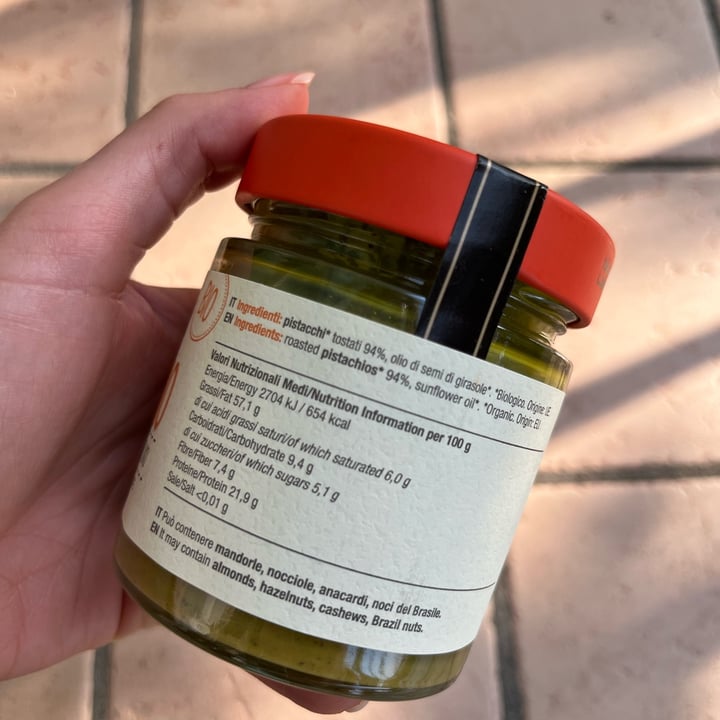 BIO
IT Ingredienti: pistacchi* tostati 94%, olio di semi di girasole*. *Biologico. Origine: UE
EN Ingredients: roasted pistachios* 94%, sunflower oil*. *Organic. Origin: EU
Valori Nutrizionali Medi/Nutrition Information per 100 g
Energia/Energy 2704 kJ / 654 kcal
Grassi/Fat 57,1 g
di cui acidi grassi saturi/of which saturated 6,0 g
Carboidrati/Carbohydrate 9,4 g
di cui zuccheri/of which sugars 5,1 g
Fibre/Fiber 7,4 g
Proteine/Protein 21,9 g
Sale/Salt <0,01 g
IT Può contenere mandorle, nocciole, anacardi, noci del Brasile.
EN It may contain almonds, hazelnuts, cashews, Brazil nuts.